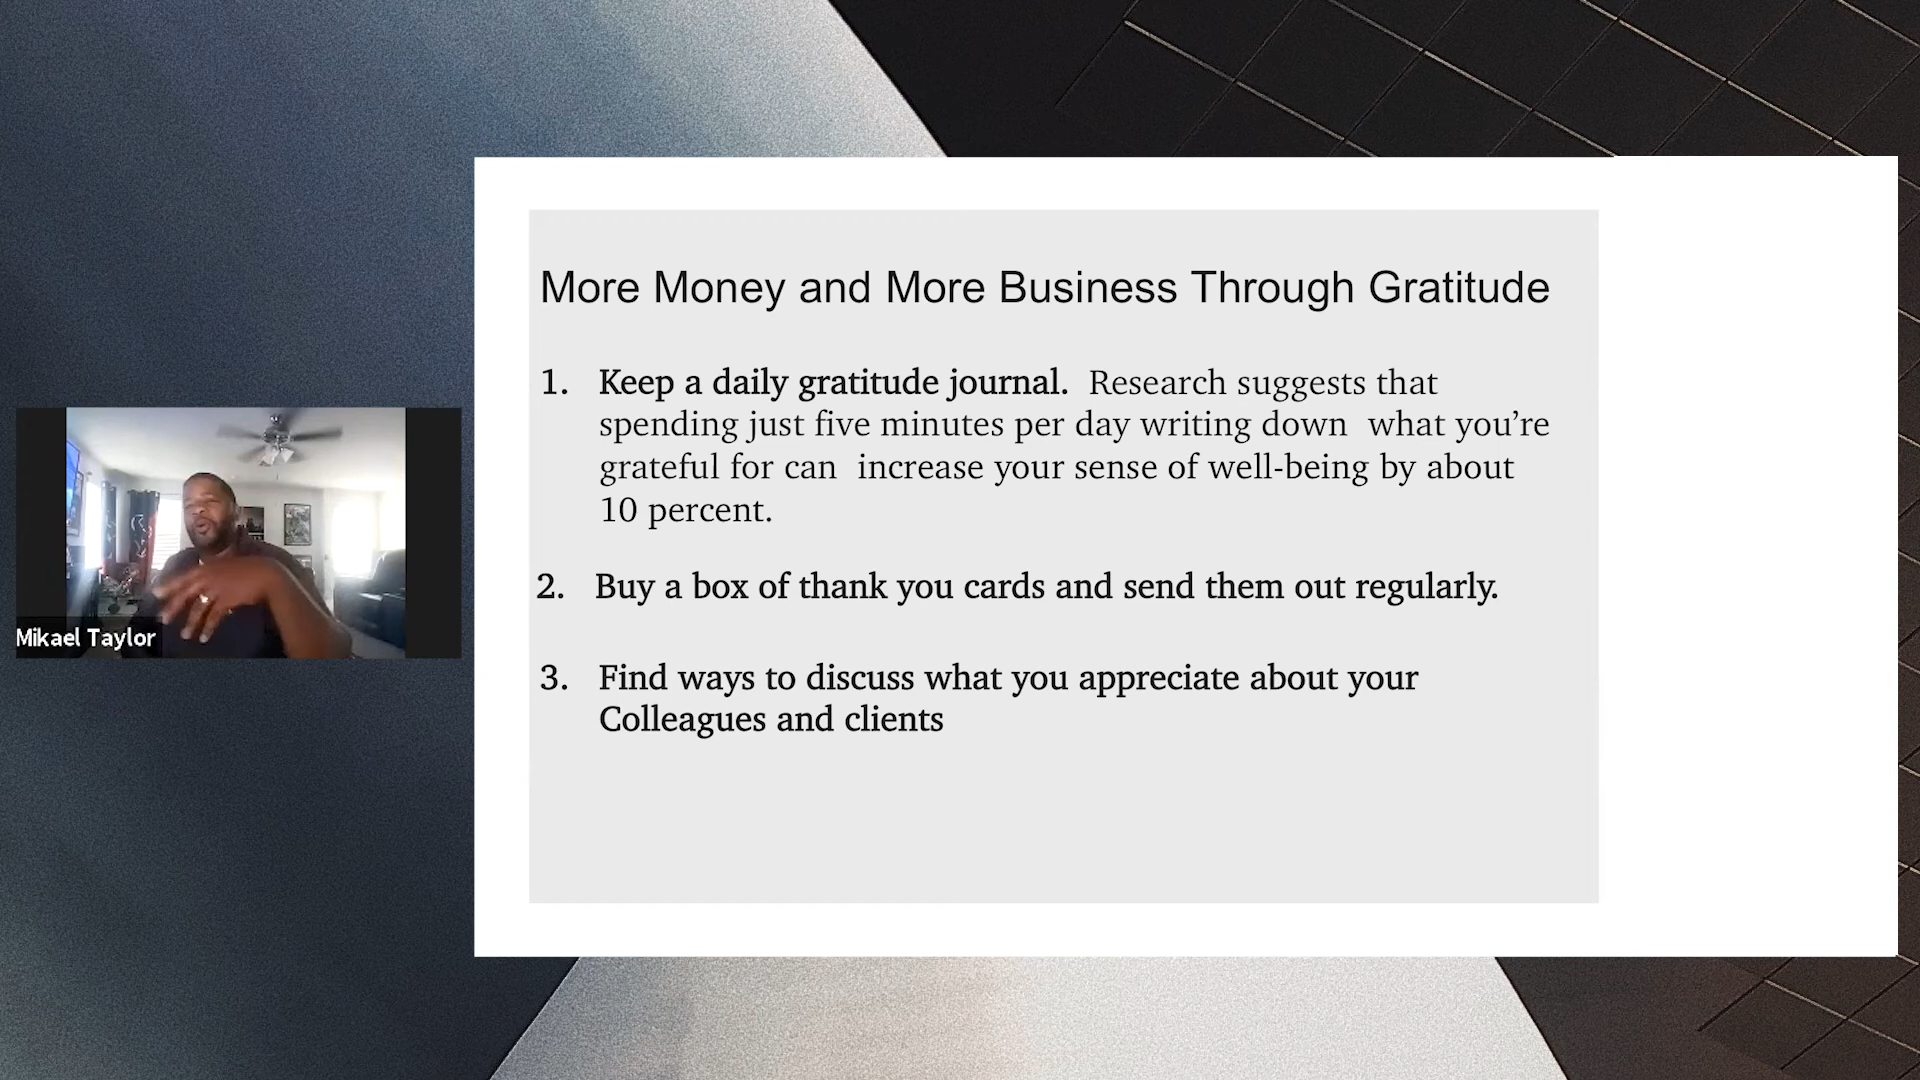 More Money and More Business Through Gratitude
1. Keep a daily gratitude journal. Research suggests that
spending just five minutes per day writing down what you’re
grateful for can increase your sense of well-being by about
10 percent.
2. Buy a box of thank you cards and send them out regularly.
3. Find ways to discuss what you appreciate about your
Colleagues and clients
Mikael Taylor